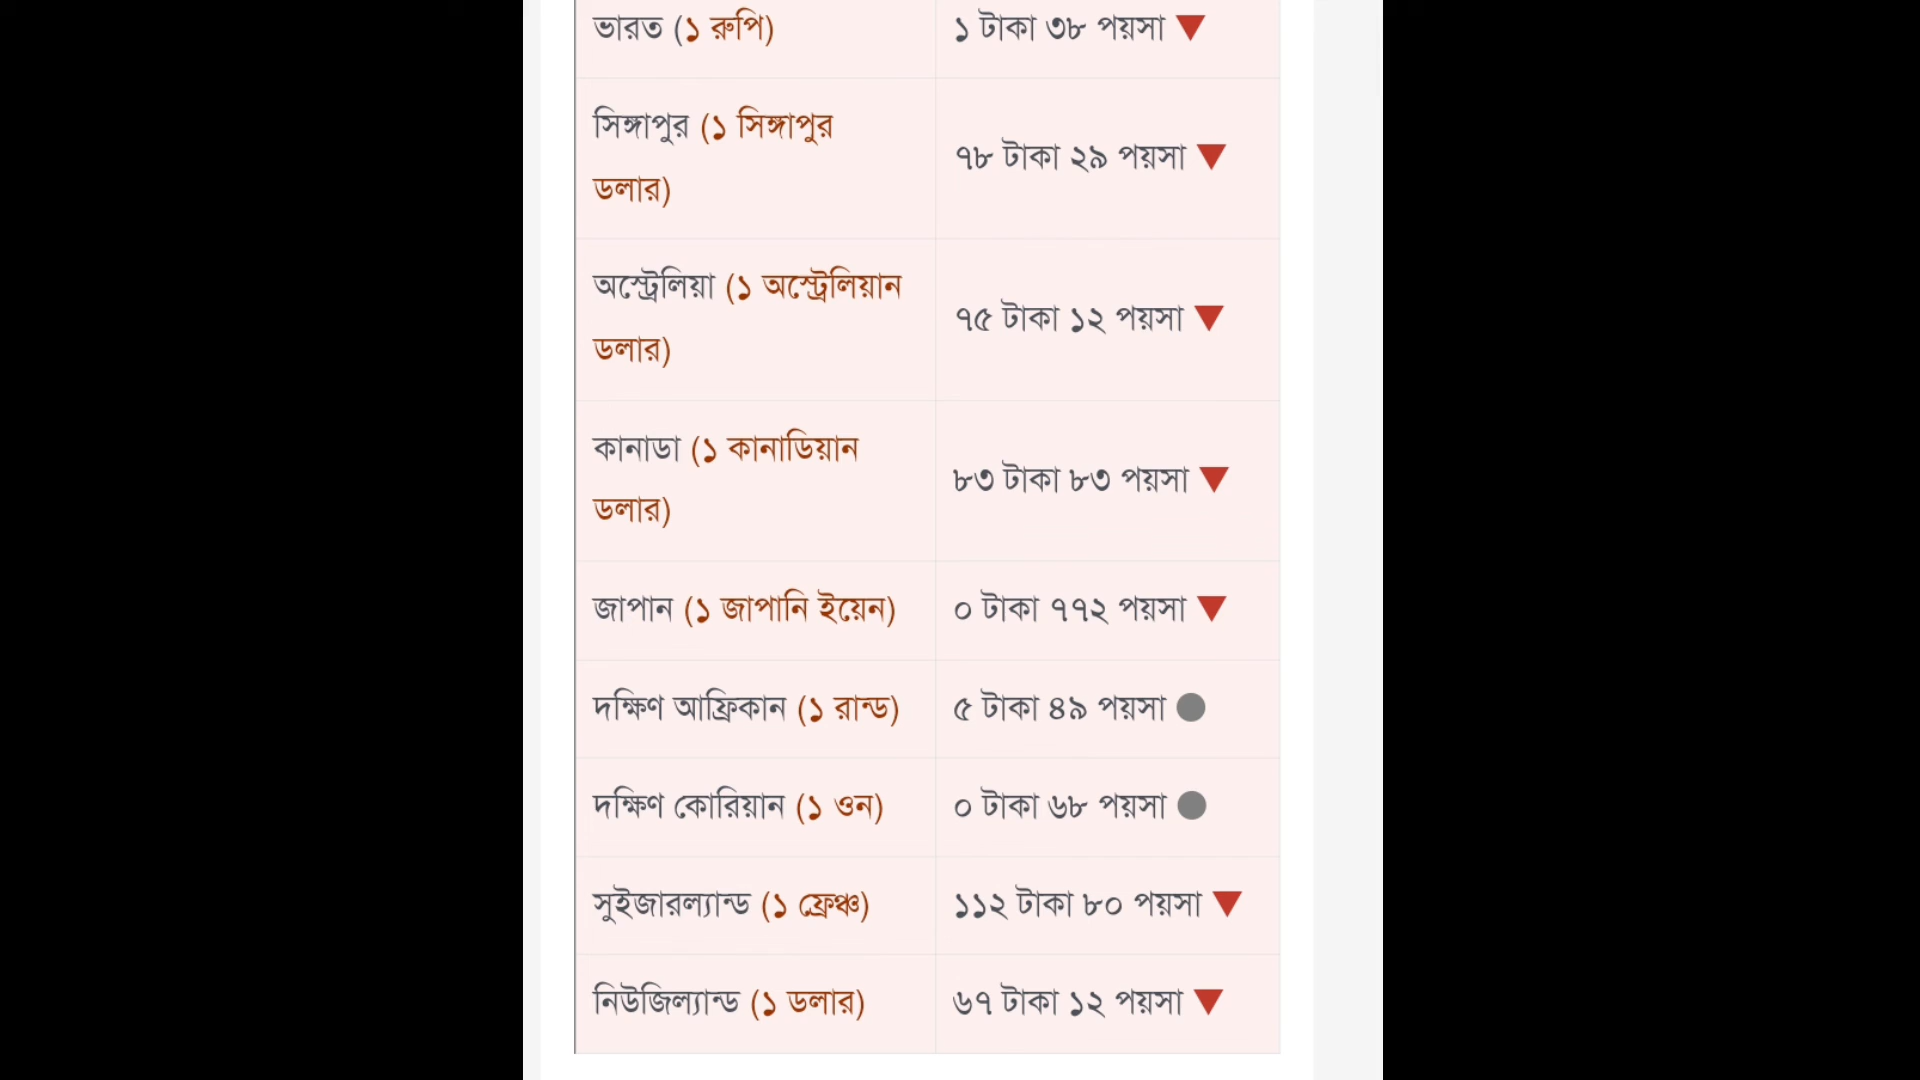 ভারত (১ রুপি) ১ টাকা ৩৮ পয়সা
সিঙ্গাপুর (১ সিঙ্গাপুর
ডলার)
৭৮ টাকা ২৯ পয়সা
অস্ট্রেলিয়া (১ অস্ট্রেলিয়ান
ডলার)
৭৫ টাকা ১২ পয়সা
কানাডা (১ কানাডিয়ান
ডলার)
৮৩ টাকা ৮৩ পয়সা
জাপান (১ জাপানি ইয়েন) ০ টাকা ৭৭২ পয়সা
দক্ষিণ আফ্রিকান (১ রান্ড) ৫ টাকা ৪৯ পয়সা
দক্ষিণ কোরিয়ান (১ ওন) ০ টাকা ৬৮ পয়সা
সুইজারল্যান্ড (১ ফ্রেঞ্চ) ১১২ টাকা ৮০ পয়সা
নিউজিল্যান্ড (১ ডলার) ৬৭ টাকা ১২ পয়সা